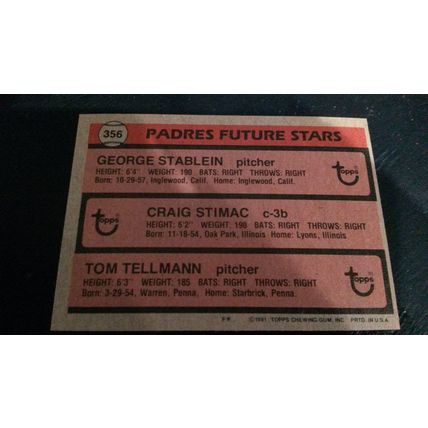 356
PADRES FUTURE STARS
GEORGE STABLEIN pitcher
HEIGHT: 6'4" WEIGHT: 190 BATS: RIGHT THROWS: RIGHT
Born: 10-29-57, Inglewood, Calif. Home: Inglewood, Calif.
Topps
Topps
CRAIG STIMAC c-3b
HEIGHT: 6'2" WEIGHT: 190 BATS: RIGHT THROWS: RIGHT
Born: 11-18-54, Oak Park, Illinois Home: Lyons, Illinois
TOM TELLMANN pitcher
HEIGHT: 6'3" WEIGHT: 185 BATS: RIGHT THROWS: RIGHT
Born: 3-29-54, Warren, Penna. Home: Starbrick, Penna.
Topps
©1981 TOPPS CHEWING GUM, INC. PRTD. IN U.S.A.